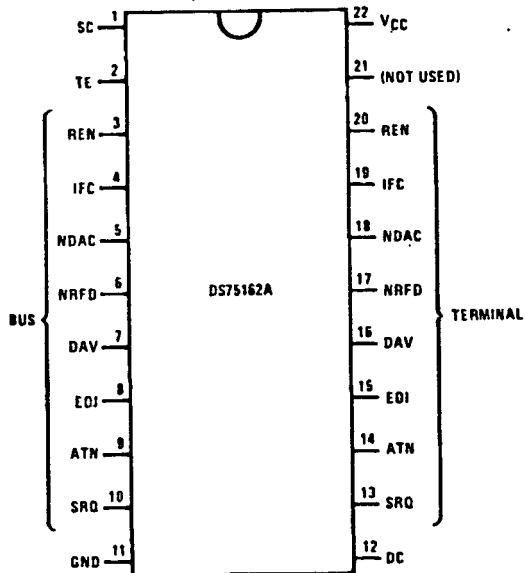 SC 1
22 VCC
TE 2
21 (NOT USED)
REN 3
20 REN
IFC 4
19 IFC
NDAC 5
18 NDAC
NRFD 6
17 NRFD
DS75162A
BUS
TERMINAL
DAV 7
16 DAV
EOI 8
15 EOI
ATN 9
14 ATN
SRQ 10
13 SRQ
GND 11
12 DC